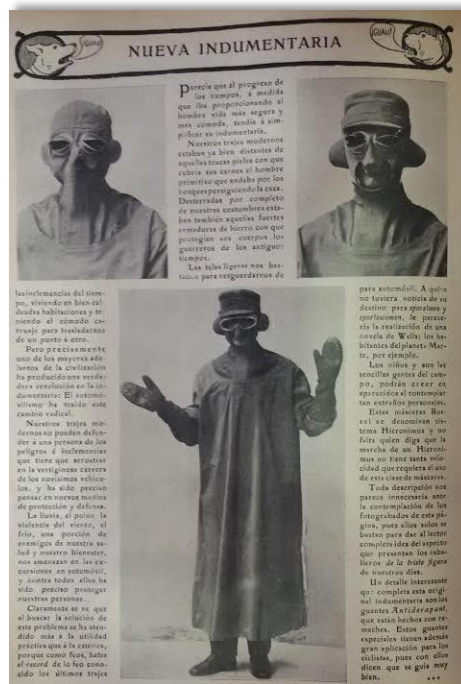 ¡GUAU!
NUEVA INDUMENTARIA
¡GUAU!
Parecía que el progreso de
los tiempos, á medida
que iba proporcionando al
hombre vida más segura y
más cómoda, tendía á sim-
plificar su indumentaria.
Nuestros trajes modernos
estaban ya bien distantes de
aquellas toscas pieles con que
cubría sus carnes el hombre
primitivo que andaba por los
bosques persiguiendo la caza.
Desterradas por completo
de nuestras costumbres esta-
ban también aquellas fuertes
armaduras de hierro con que
protegían sus cuerpos los
guerreros de los antiguos
tiempos.
Las telas ligeras nos bas-
taban para resguardarnos de
las inclemencias del tiem-
po, viviendo en bien cal-
deadas habitaciones y te-
niendo el cómodo ca-
rruaje para trasladarnos
de un punto á otro.
Pero precisamente
uno de los mayores ade-
lantos de la civilización
ha producido una verda-
dera revolución en la in-
dumentaria: El automo-
vilismo ha traído este
cambio radical.
Nuestros trajes mo-
dernos no pueden defen-
der á una persona de los
peligros é inclemencias
que tiene que arrostrar
en la vertiginosa carrera
de los novísimos vehícu-
los, y ha sido preciso
pensar en nuevos medios
de protección y defensa.
La lluvia, el polvo, la
violencia del viento, el
frío, una porción de
enemigos de nuestra sa-
lud y nuestro bienestar,
nos amenazan en las ex-
cursiones en automóvil,
y contra todos ellos ha
sido preciso proteger
nuestras personas.
Claramente se ve que
al buscar la solución de
este problema se ha aten-
dido más á la utilidad
práctica que á la estética,
porque como feos, baten
el record de lo feo cono-
cido los últimos trajes
para automóvil. A quien
no tuviera noticia de su
destino para sportmen y
sportwomen, le parece-
ría la realización de una
novela de Wells: los ha-
bitantes del planeta Mar-
te, por ejemplo.
Los niños y aun las
sencillas gentes del cam-
po, podrán creer en
aparecidos al contemplar
tan extraños personajes.
Estas máscaras
se denominan sis-
tema Hieronimus y no
falta quien diga que la
marcha de un Hieroni-
mus no tiene tanta velo-
cidad que requiera el uso
de esta clase de máscaras.
Toda descripción nos
parece innecesaria ante
la contemplación de los
fotograbados de esta pá-
gina, pues ellos solos se
bastan para dar al lector
completa idea del aspecto
que presentan los caba-
lleros de la triste figura
de nuestros días.
Un detalle interesante
que completa esta origi-
nal indumentaria son los
guantes Antiderapant,
que están hechos con re-
maches. Estos guantes
especiales tienen además
gran aplicación para los
ciclistas, pues con ellos
dicen que se guía muy
bien.